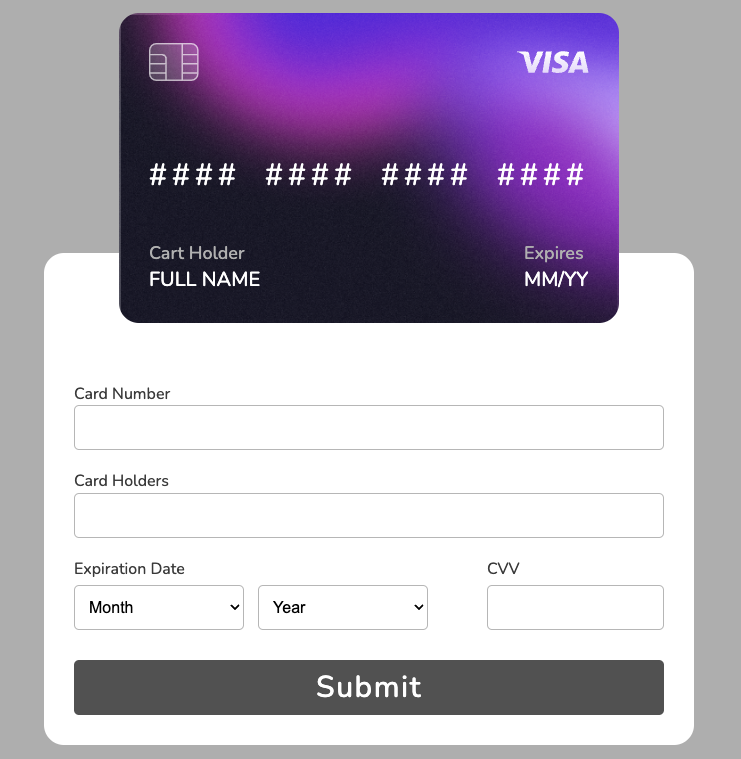 VISA
#### #### #### ####
Cart Holder Expires
FULL NAME MM/YY
Card Number
Card Holders
Expiration Date CVV
Month Year
Submit